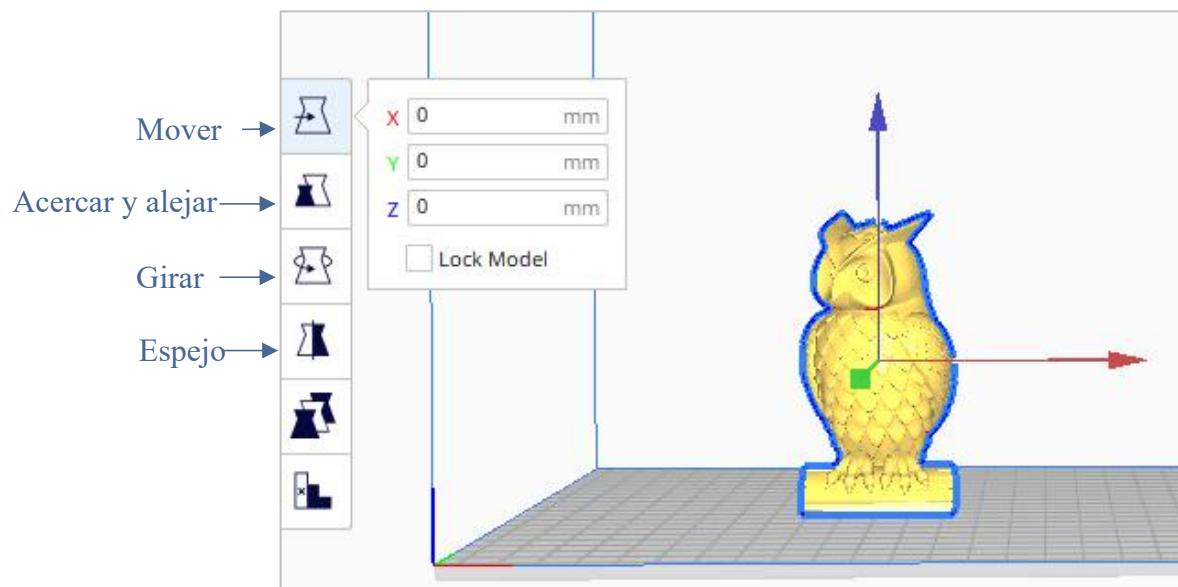 Mover
Acercar y alejar
Girar
Espejo
X 0 mm
Y 0 mm
Z 0 mm
Lock Model